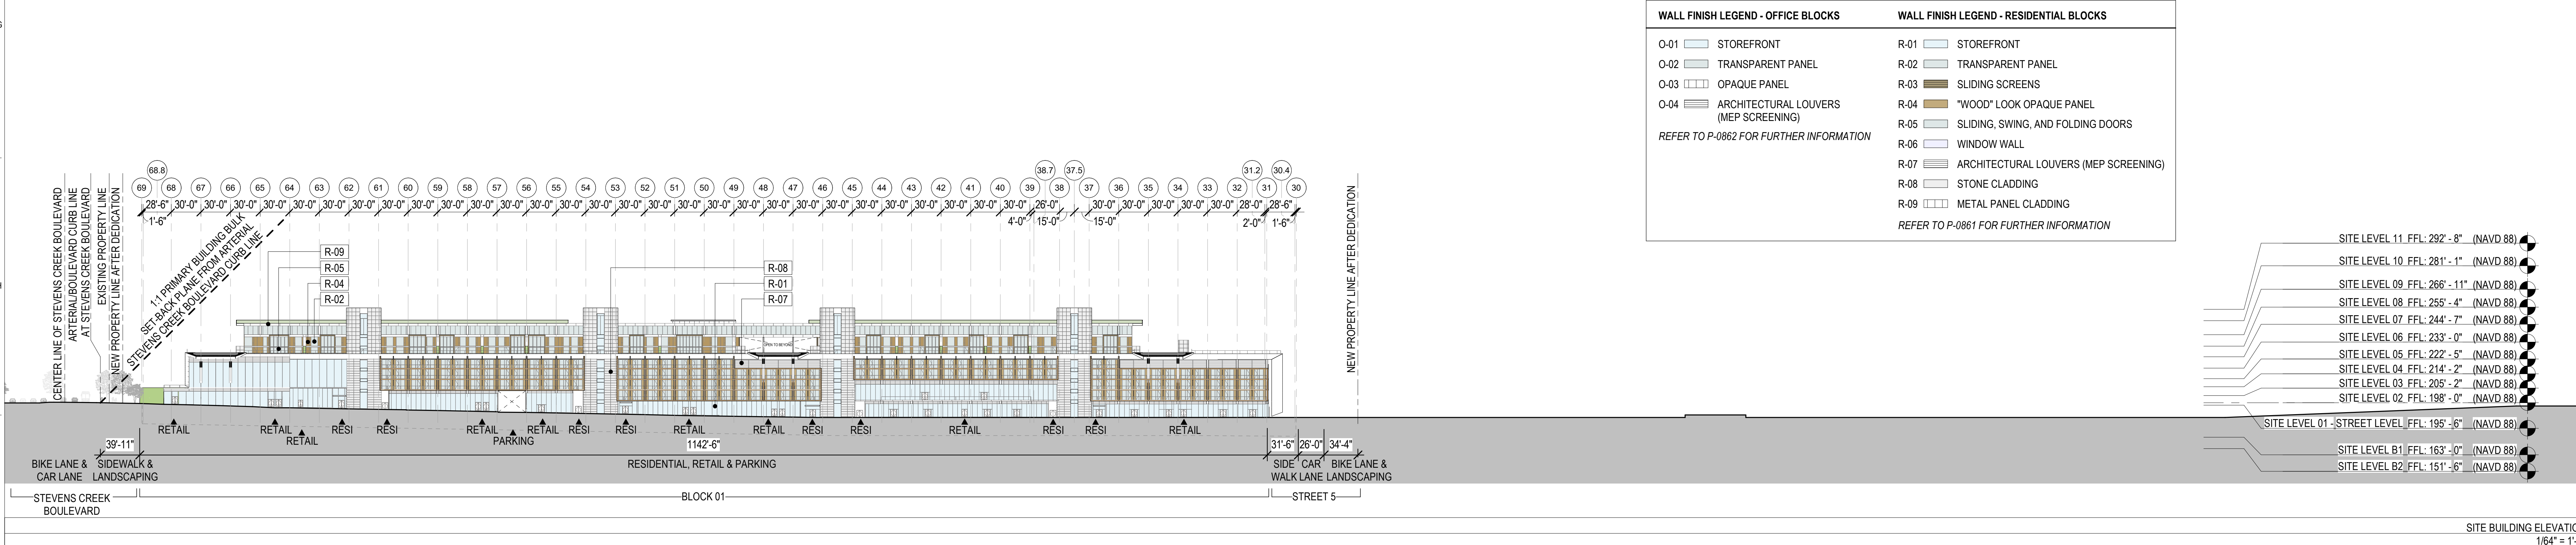 WALL FINISH LEGEND - OFFICE BLOCKS
O-01 STOREFRONT
O-02 TRANSPARENT PANEL
O-03 OPAQUE PANEL
O-04 ARCHITECTURAL LOUVERS
(MEP SCREENING)
REFER TO P-0862 FOR FURTHER INFORMATION
WALL FINISH LEGEND - RESIDENTIAL BLOCKS
R-01 STOREFRONT
R-02 TRANSPARENT PANEL
R-03 SLIDING SCREENS
R-04 "WOOD" LOOK OPAQUE PANEL
R-05 SLIDING, SWING, AND FOLDING DOORS
R-06 WINDOW WALL
R-07 ARCHITECTURAL LOUVERS (MEP SCREENING)
R-08 STONE CLADDING
R-09 METAL PANEL CLADDING
REFER TO P-0861 FOR FURTHER INFORMATION
68.8 38.7 37.5 31.2 30.4
69 68 67 66 65 64 63 62 61 60 59 58 57 56 55 54 53 52 51 50 49 48 47 46 45 44 43 42 41 40 39 38 37 36 35 34 33 32 31 30
28'-6" 30'-0" 30'-0" 30'-0" 30'-0" 30'-0" 30'-0" 30'-0" 30'-0" 30'-0" 30'-0" 30'-0" 30'-0" 30'-0" 30'-0" 30'-0" 30'-0" 30'-0" 30'-0" 30'-0" 30'-0" 30'-0" 30'-0" 30'-0" 30'-0" 30'-0" 30'-0" 30'-0" 30'-0" 30'-0" 26'-0" 30'-0" 30'-0" 30'-0" 30'-0" 30'-0" 28'-0" 28'-6"
1'-6" 4'-0" 15'-0" 15'-0" 2'-0" 1'-6"
CENTER LINE OF STEVENS CREEK BOULEVARD
ARTERIAL/BOULEVARD CURB LINE
AT STEVENS CREEK BOULEVARD
EXISTING PROPERTY LINE
NEW PROPERTY LINE AFTER DEDICATION
1:1 PRIMARY BUILDING BULK
SET-BACK PLANE FROM ARTERIAL
STEVENS CREEK BOULEVARD CURB LINE
R-09
R-05
R-04
R-02
R-08
R-01
R-07
OPEN TO BEYOND
NEW PROPERTY LINE AFTER DEDICATION
SITE LEVEL 11 FFL: 292' - 8" (NAVD 88)
SITE LEVEL 10 FFL: 281' - 1" (NAVD 88)
SITE LEVEL 09 FFL: 266' - 11" (NAVD 88)
SITE LEVEL 08 FFL: 255' - 4" (NAVD 88)
SITE LEVEL 07 FFL: 244' - 7" (NAVD 88)
SITE LEVEL 06 FFL: 233' - 0" (NAVD 88)
SITE LEVEL 05 FFL: 222' - 5" (NAVD 88)
SITE LEVEL 04 FFL: 214' - 2" (NAVD 88)
SITE LEVEL 03 FFL: 205' - 2" (NAVD 88)
SITE LEVEL 02 FFL: 198' - 0" (NAVD 88)
SITE LEVEL 01 - STREET LEVEL FFL: 195' - 6" (NAVD 88)
SITE LEVEL B1 FFL: 163' - 0" (NAVD 88)
SITE LEVEL B2 FFL: 151' - 6" (NAVD 88)
RETAIL RETAIL RESI RESI RETAIL RETAIL RESI RESI RETAIL RETAIL RESI RESI RETAIL RESI RESI RETAIL
RETAIL PARKING
39'-11" 1142'-6" 31'-6" 26'-0" 34'-4"
BIKE LANE &
CAR LANE
SIDEWALK &
LANDSCAPING
RESIDENTIAL, RETAIL & PARKING
SIDE
WALK
CAR
LANE
BIKE LANE &
LANDSCAPING
STEVENS CREEK
BOULEVARD
BLOCK 01
STREET 5
SITE BUILDING ELEVATIO
1/64" = 1'-